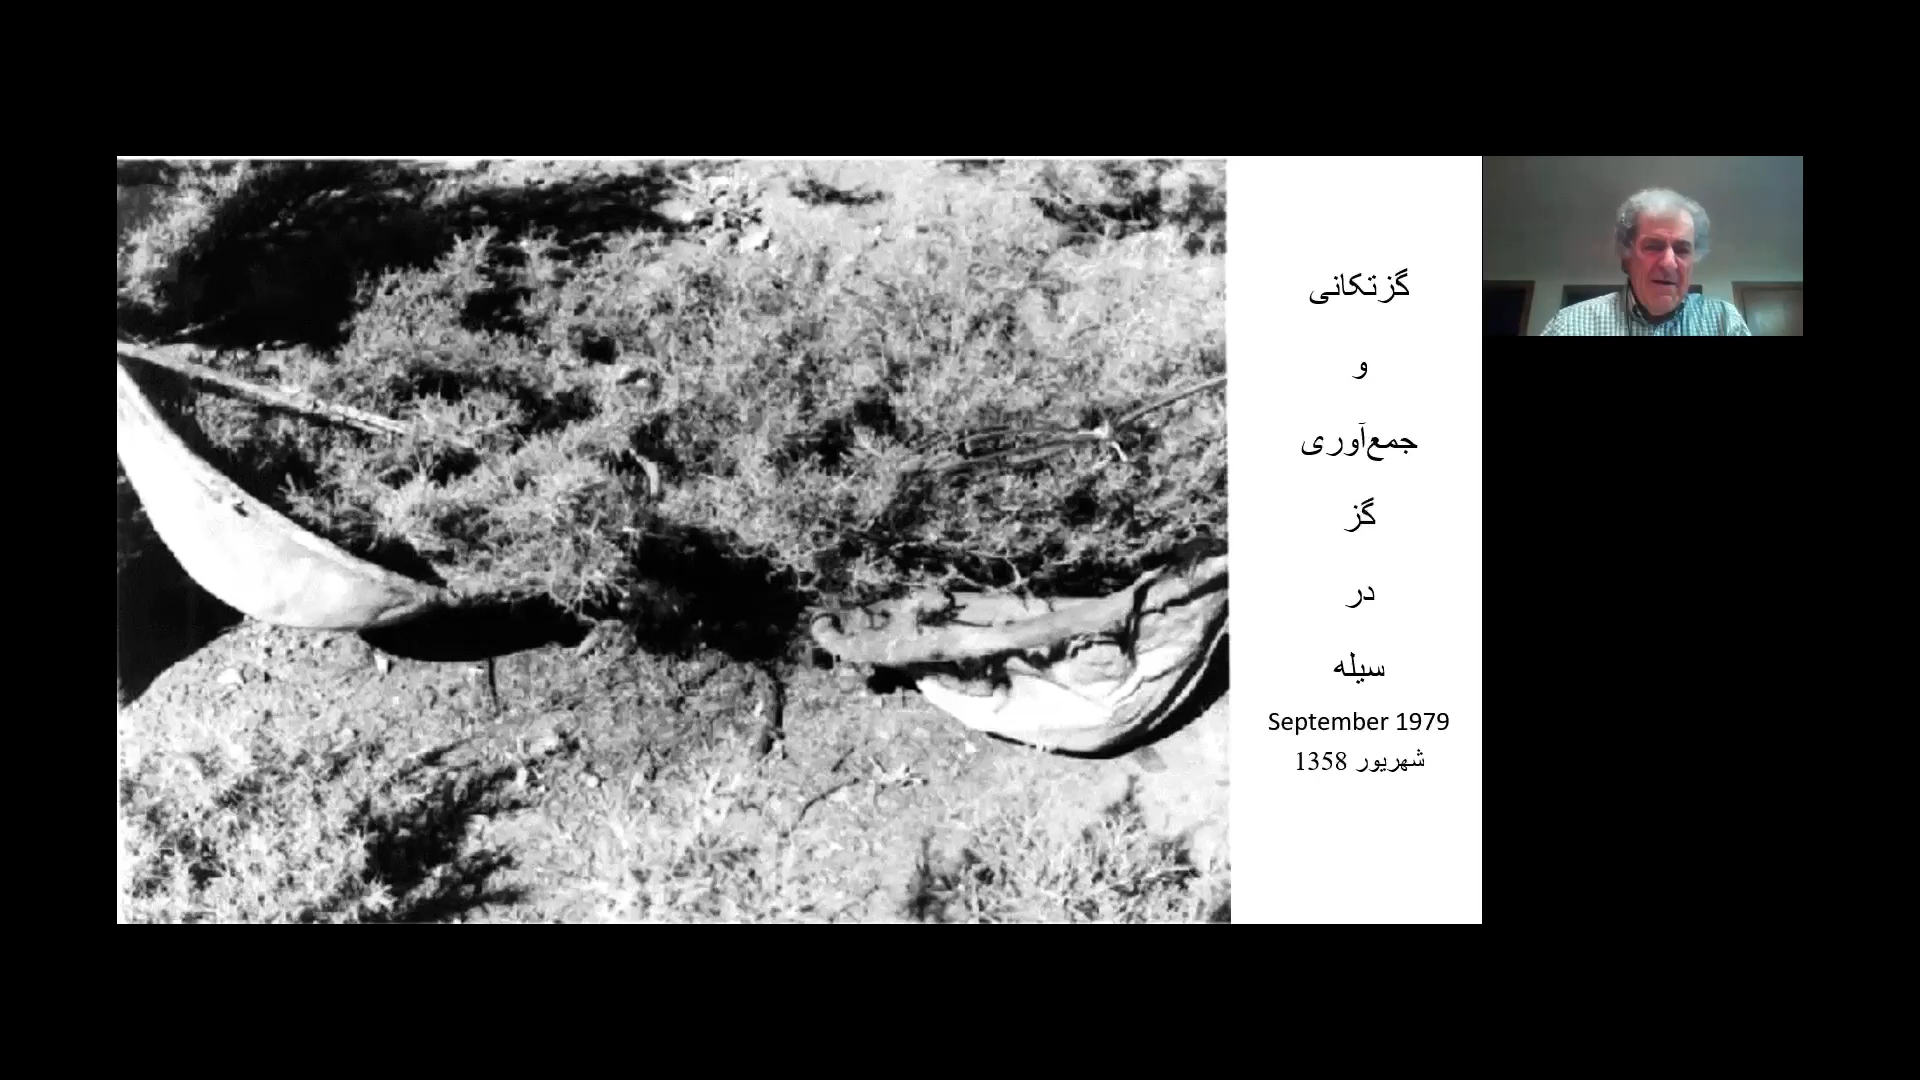 گزتکانی
و
جمع‌آوری
گز
در
سیله
September 1979
شهریور 1358